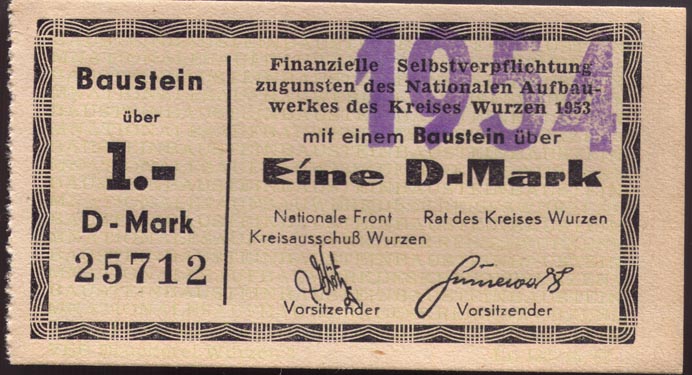 Baustein
über
1.-
D-Mark
25712
1954
Finanzielle Selbstverpflichtung
zugunsten des Nationalen Aufbau-
werkes des Kreises Wurzen 1953
mit einem Baustein über
Eine D-Mark
Nationale Front
Kreisausschuß Wurzen
Vorsitzender
Rat des Kreises Wurzen
Vorsitzender